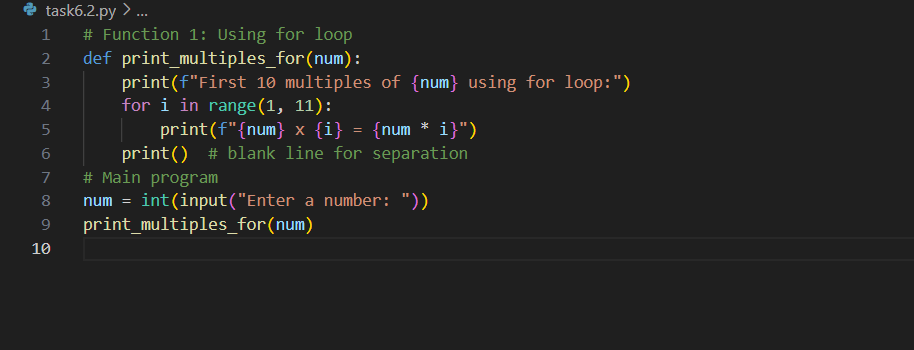 task6.2.py > ...
1 # Function 1: Using for loop
2 def print_multiples_for(num):
3     print(f"First 10 multiples of {num} using for loop:")
4     for i in range(1, 11):
5         print(f"{num} x {i} = {num * i}")
6     print()  # blank line for separation
7 # Main program
8 num = int(input("Enter a number: "))
9 print_multiples_for(num)
10